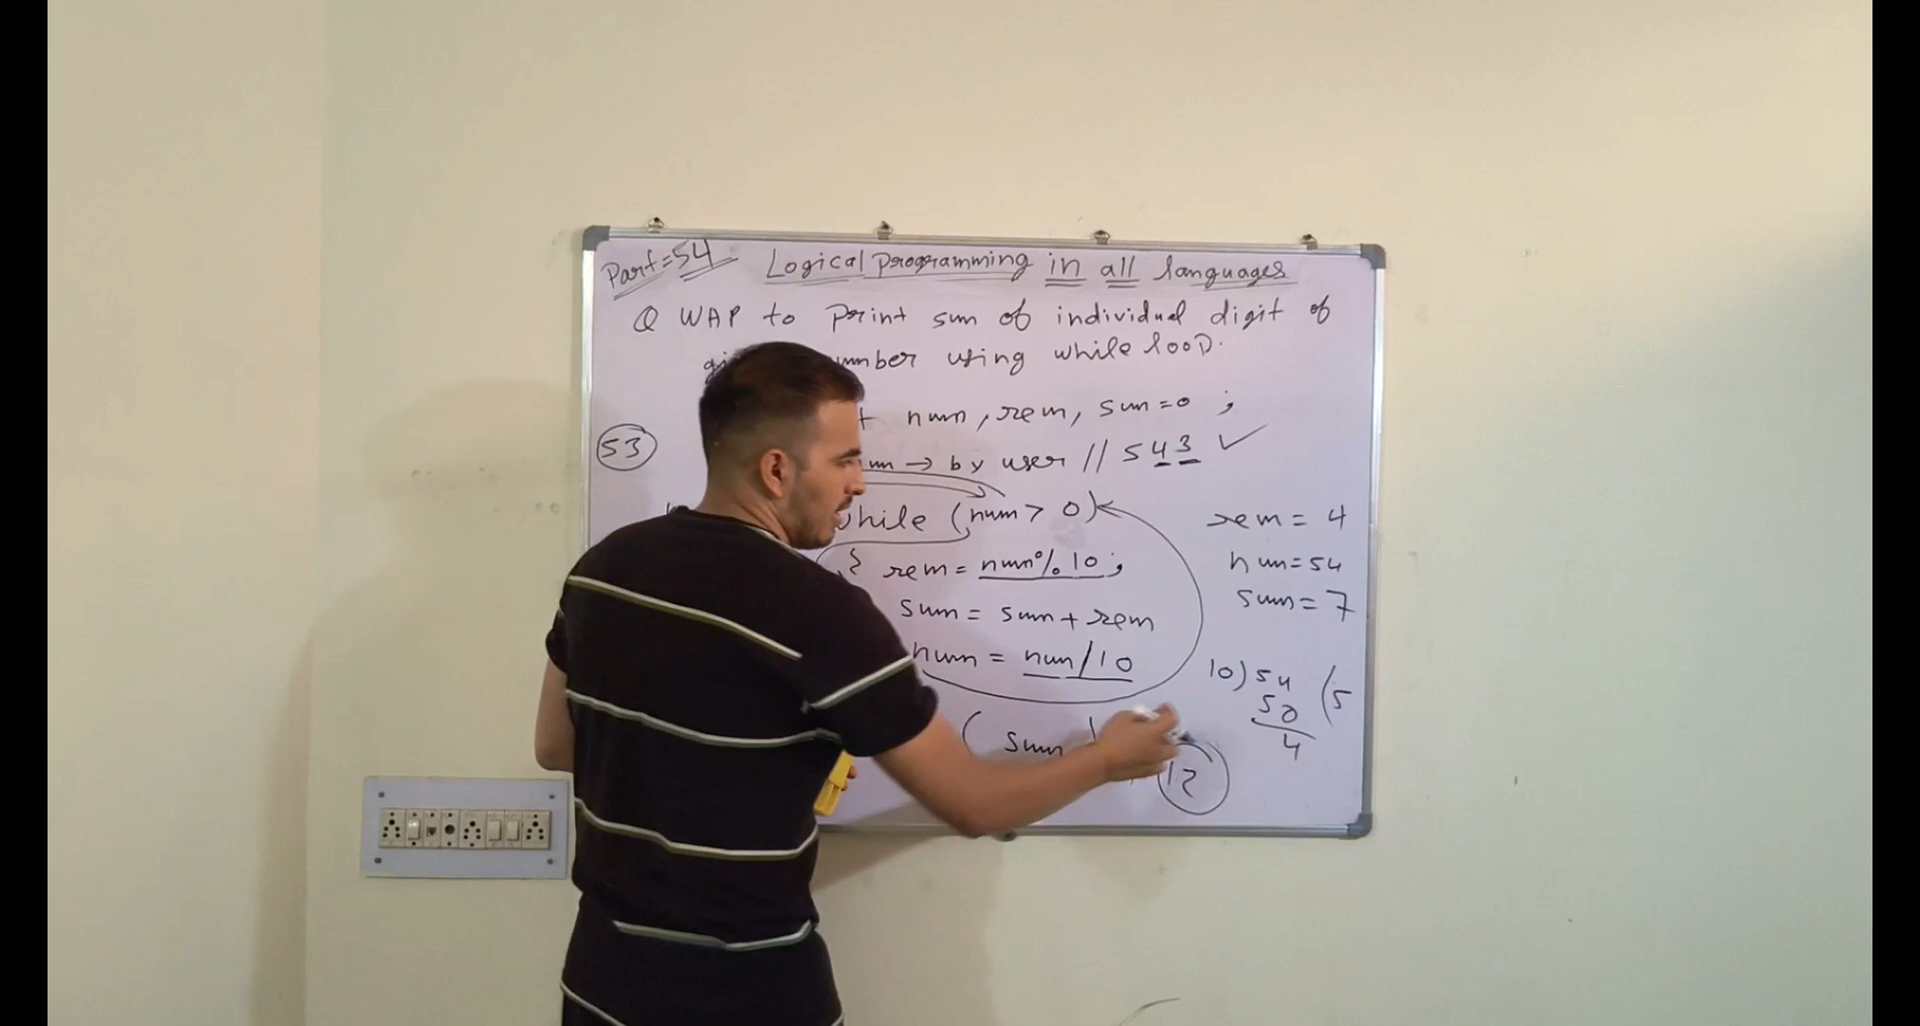 Part=54 Logical programming in all languages
Q WAP to print sum of individual digit of
number using while loop.
num, rem, sum=0 ;
53
→ by user // 543 ✓
while (num > 0)
{ rem = num%10;
sum = sum + rem
num = num/10
( sum )
12
rem = 4
num=54
sum=7
10)54(5
50
4